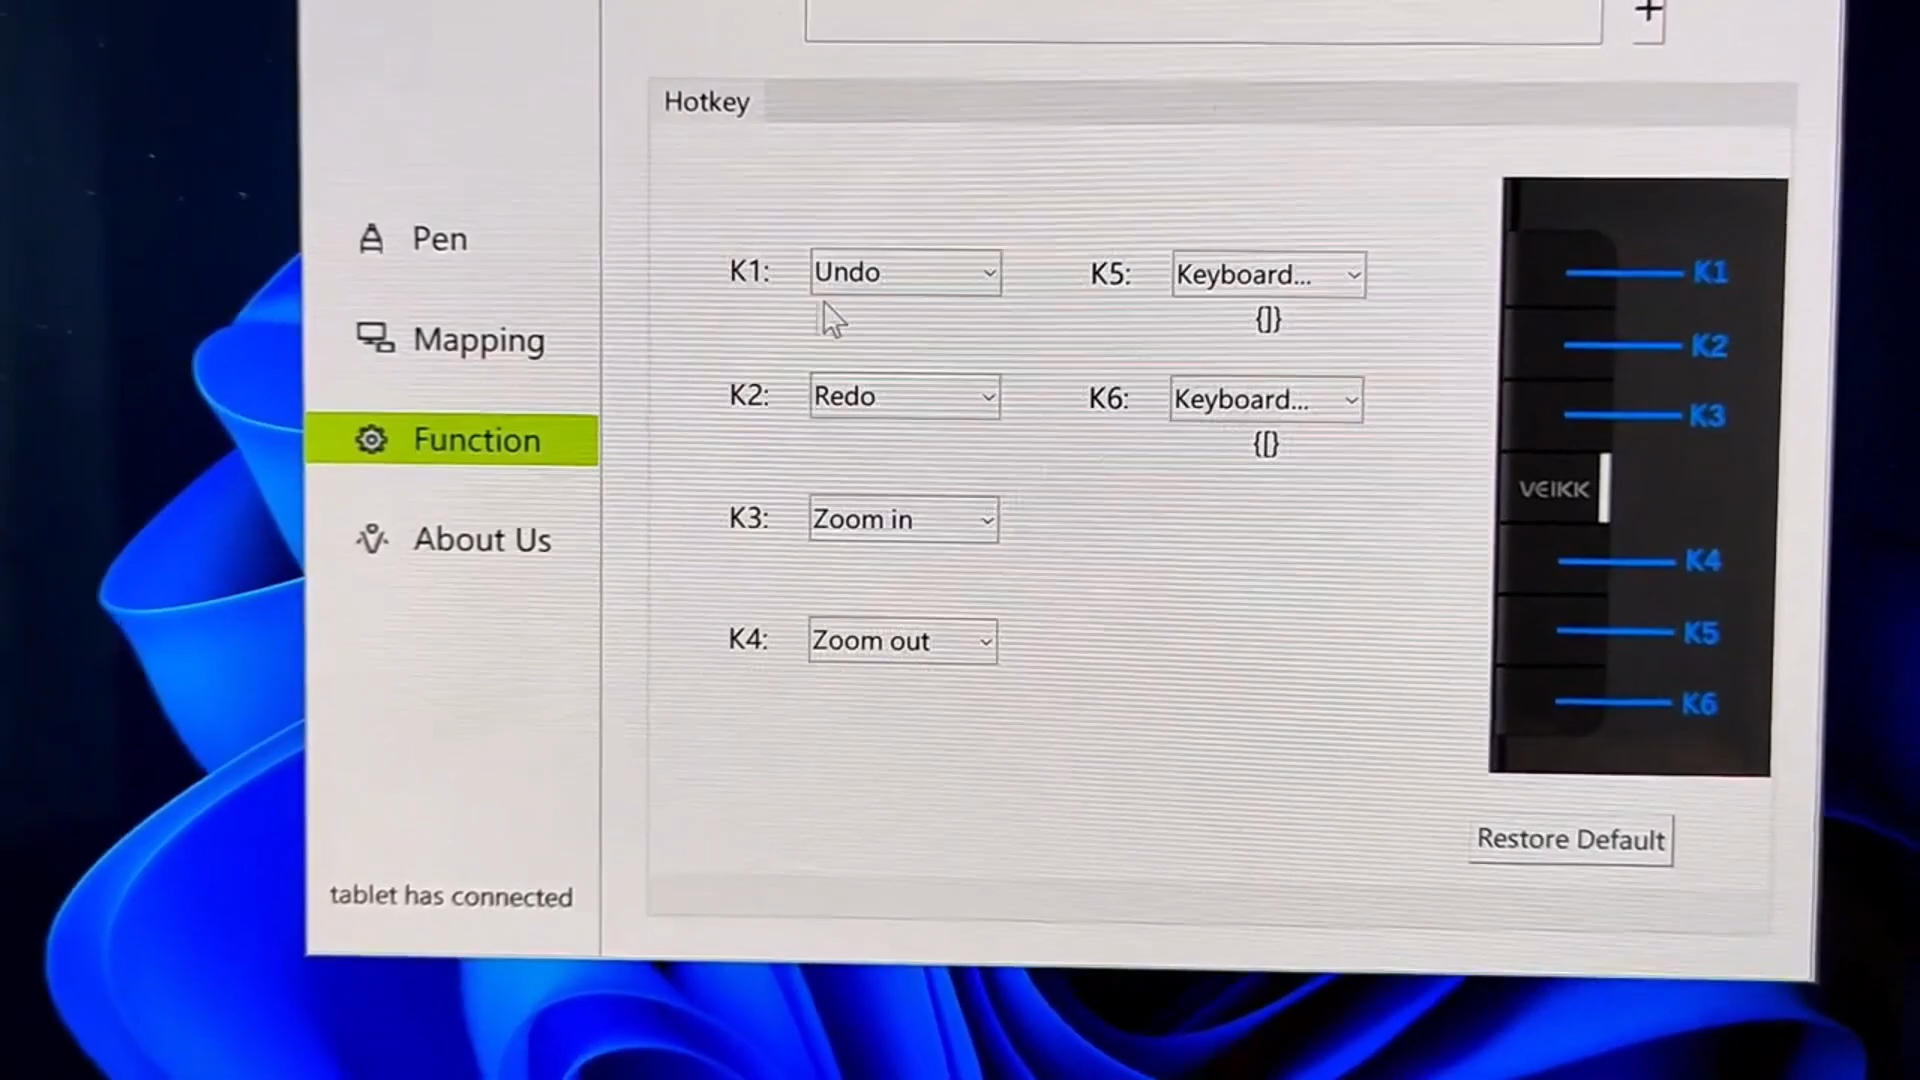 +
Hotkey
Pen
Mapping
Function
About Us
tablet has connected
K1: Undo
K2: Redo
K3: Zoom in
K4: Zoom out
K5: Keyboard...
{]}
K6: Keyboard...
{[}
K1
K2
K3
VEIKK
K4
K5
K6
Restore Default